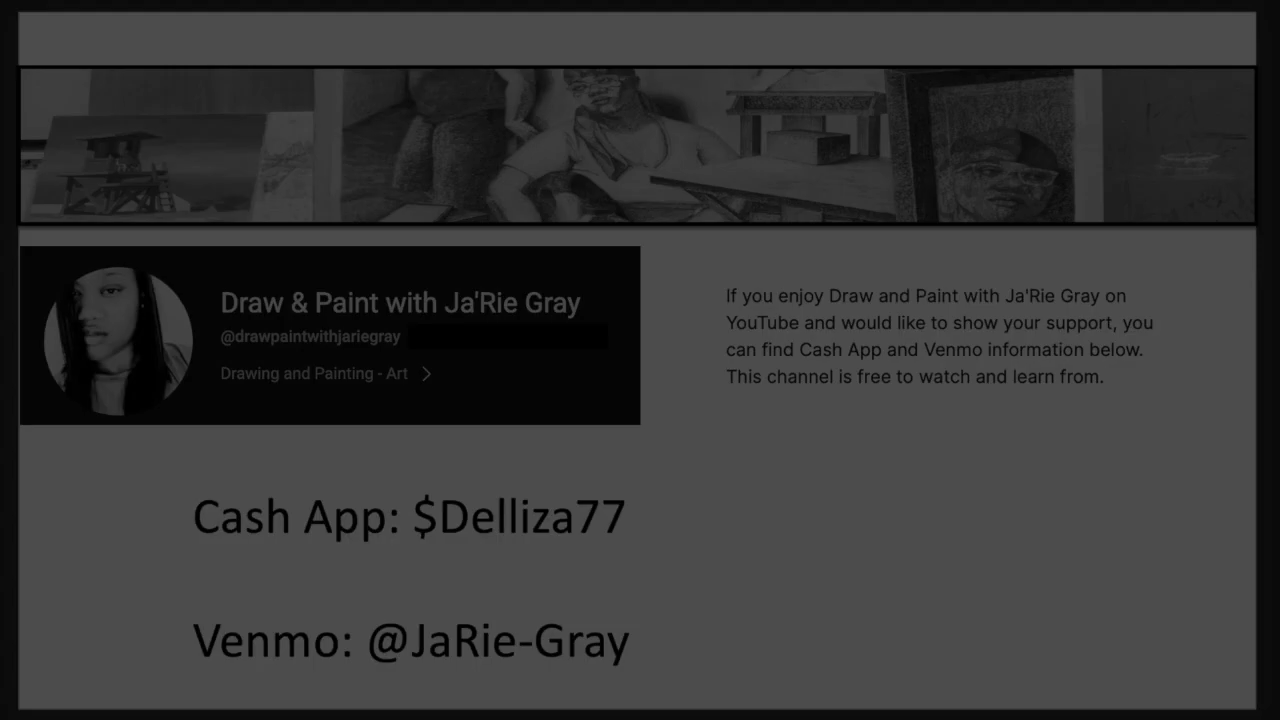 Draw & Paint with Ja'Rie Gray
@drawpaintwithjariegray
Drawing and Painting - Art
If you enjoy Draw and Paint with Ja'Rie Gray on
YouTube and would like to show your support, you
can find Cash App and Venmo information below.
This channel is free to watch and learn from.
Cash App: $Delliza77
Venmo: @JaRie-Gray